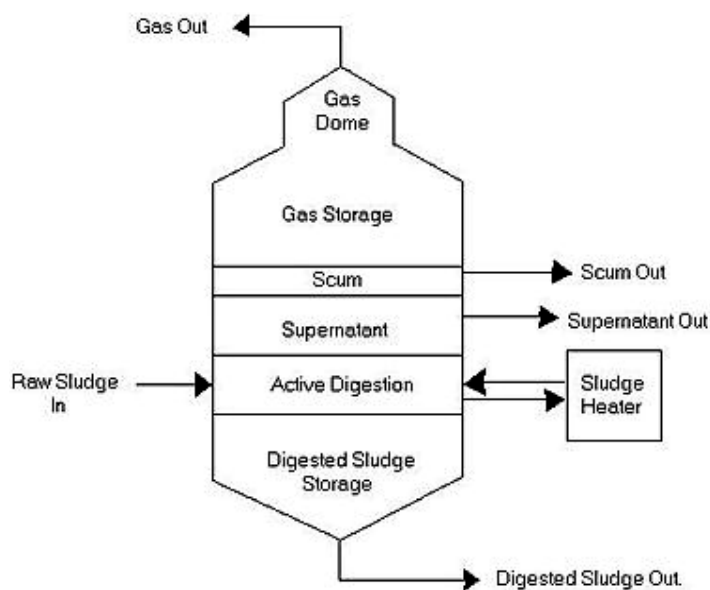 Gas Out
Gas
Dome
Gas Storage
Scum
Scum Out
Supernatant
Supernatant Out
Raw Sludge
In
Active Digestion
Sludge
Heater
Digested Sludge
Storage
Digested Sludge Out.